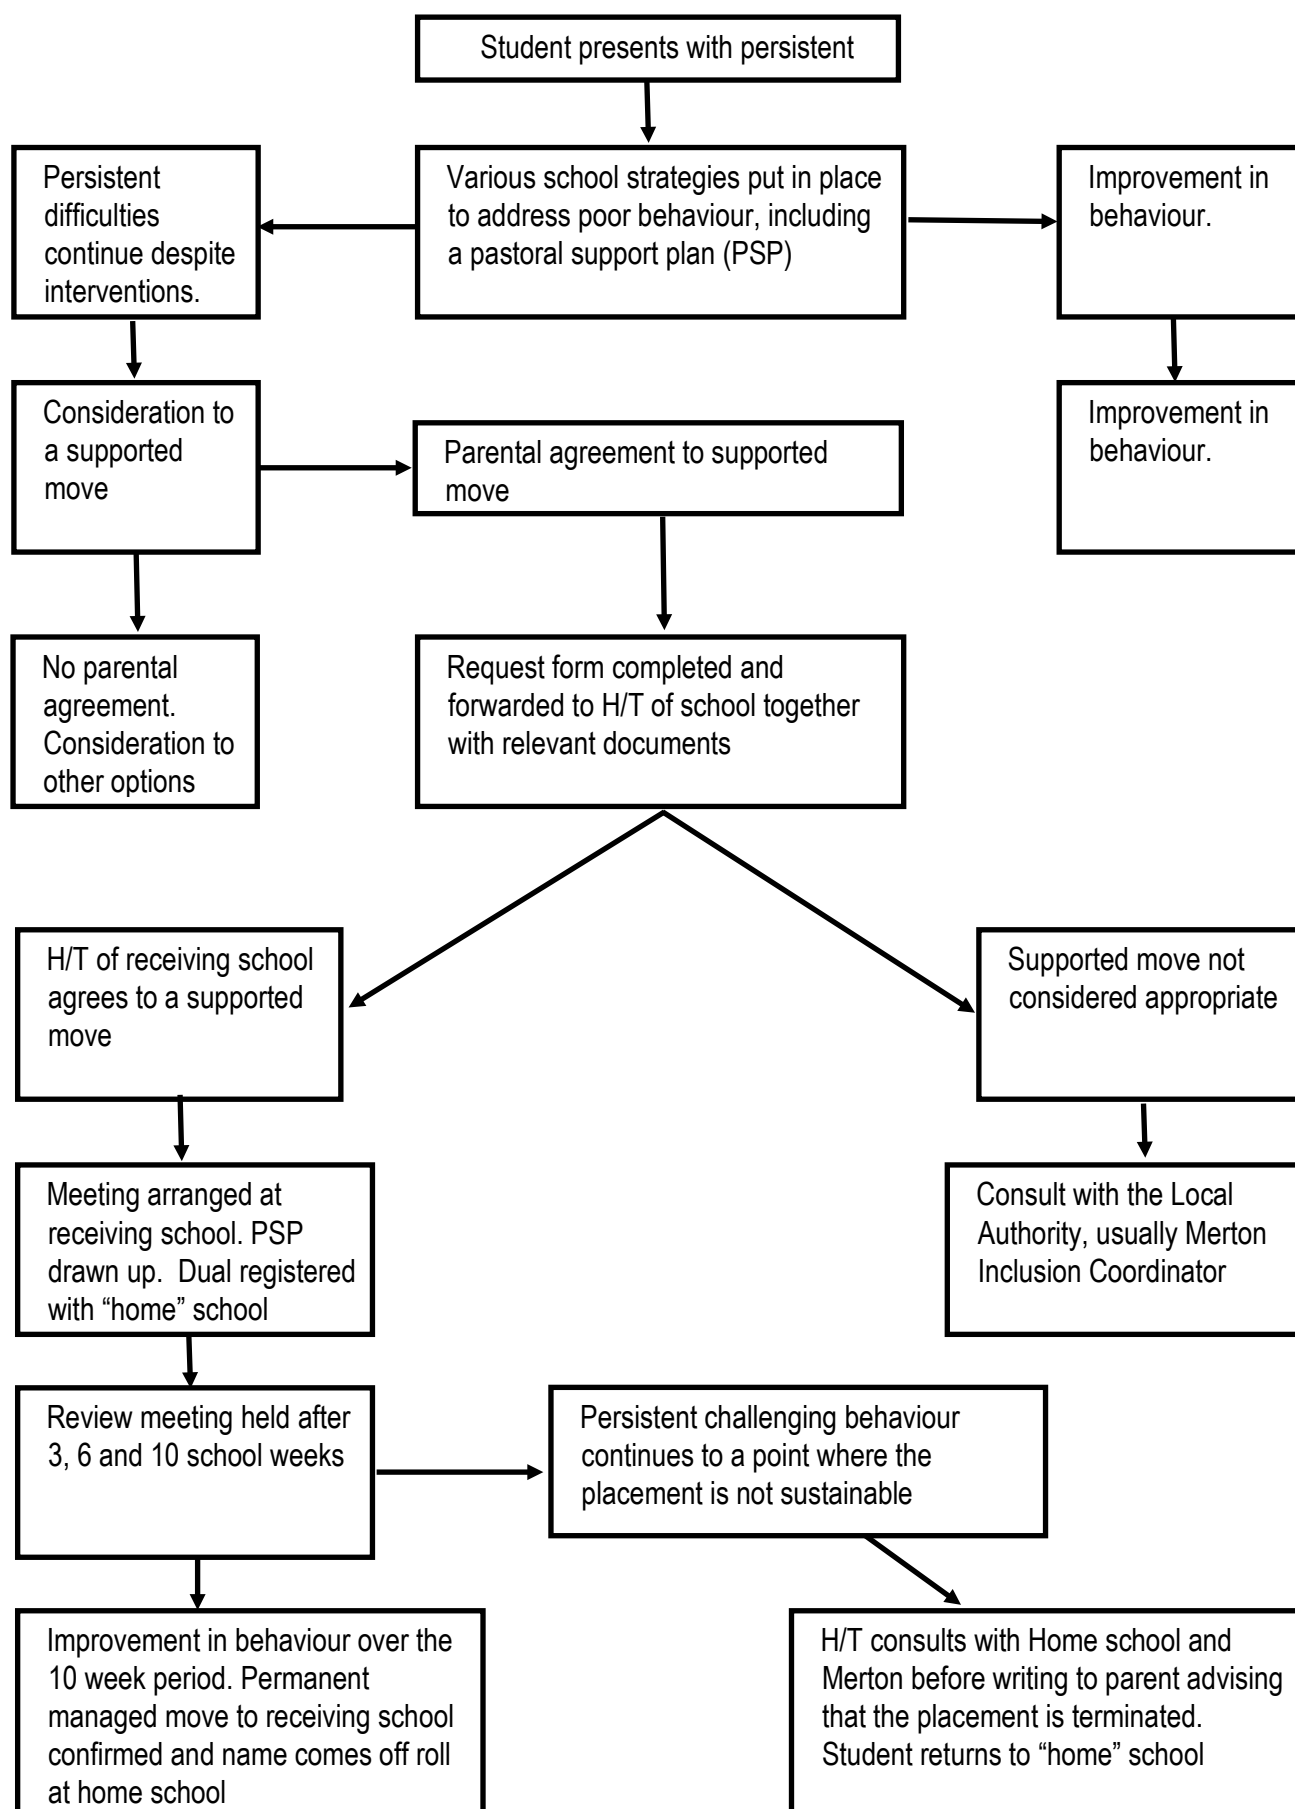 Student presents with persistent
Persistent
difficulties
continue despite
interventions.
Various school strategies put in place
to address poor behaviour, including
a pastoral support plan (PSP)
Improvement in
behaviour.
Consideration to
a supported
move
Parental agreement to supported
move
Improvement in
behaviour.
No parental
agreement.
Consideration to
other options
Request form completed and
forwarded to H/T of school together
with relevant documents
H/T of receiving school
agrees to a supported
move
Supported move not
considered appropriate
Meeting arranged at
receiving school. PSP
drawn up.  Dual registered
with “home” school
Consult with the Local
Authority, usually Merton
Inclusion Coordinator
Review meeting held after
3, 6 and 10 school weeks
Persistent challenging behaviour
continues to a point where the
placement is not sustainable
Improvement in behaviour over the
10 week period. Permanent
managed move to receiving school
confirmed and name comes off roll
at home school
H/T consults with Home school and
Merton before writing to parent advising
that the placement is terminated.
Student returns to “home” school